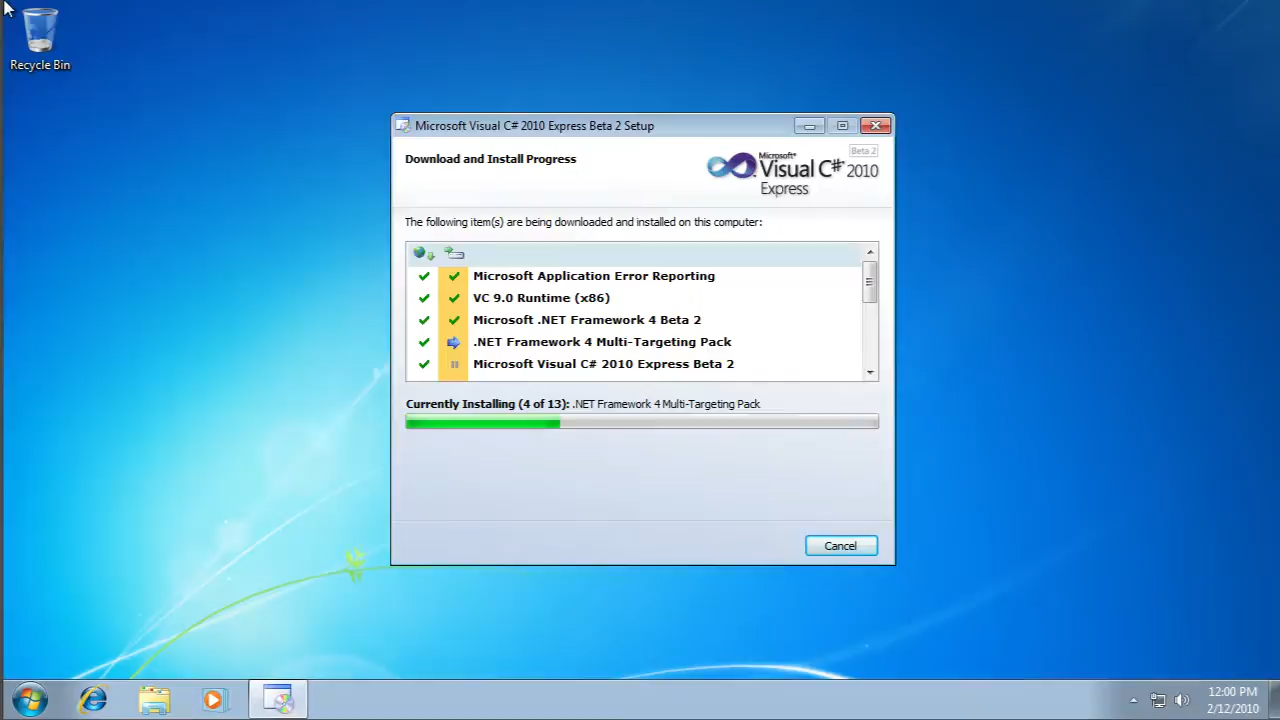 Recycle Bin
Microsoft Visual C# 2010 Express Beta 2 Setup
Download and Install Progress
Beta 2
Microsoft®
Visual C#® 2010
Express
The following item(s) are being downloaded and installed on this computer:
Microsoft Application Error Reporting
VC 9.0 Runtime (x86)
Microsoft .NET Framework 4 Beta 2
.NET Framework 4 Multi-Targeting Pack
Microsoft Visual C# 2010 Express Beta 2
Currently Installing (4 of 13): .NET Framework 4 Multi-Targeting Pack
Cancel
12:00 PM
2/12/2010